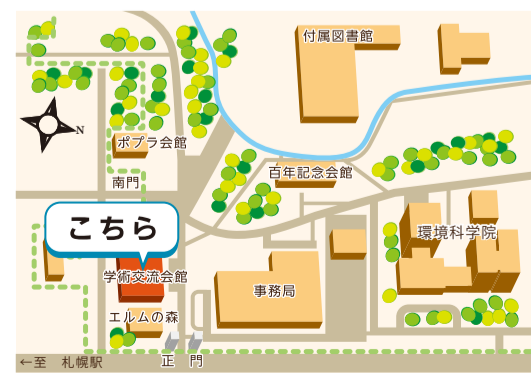 付属図書館
N
ポプラ会館
百年記念会館
南門
こちら
環境科学院
学術交流会館
事務局
エルムの森
正 門
←至 札幌駅